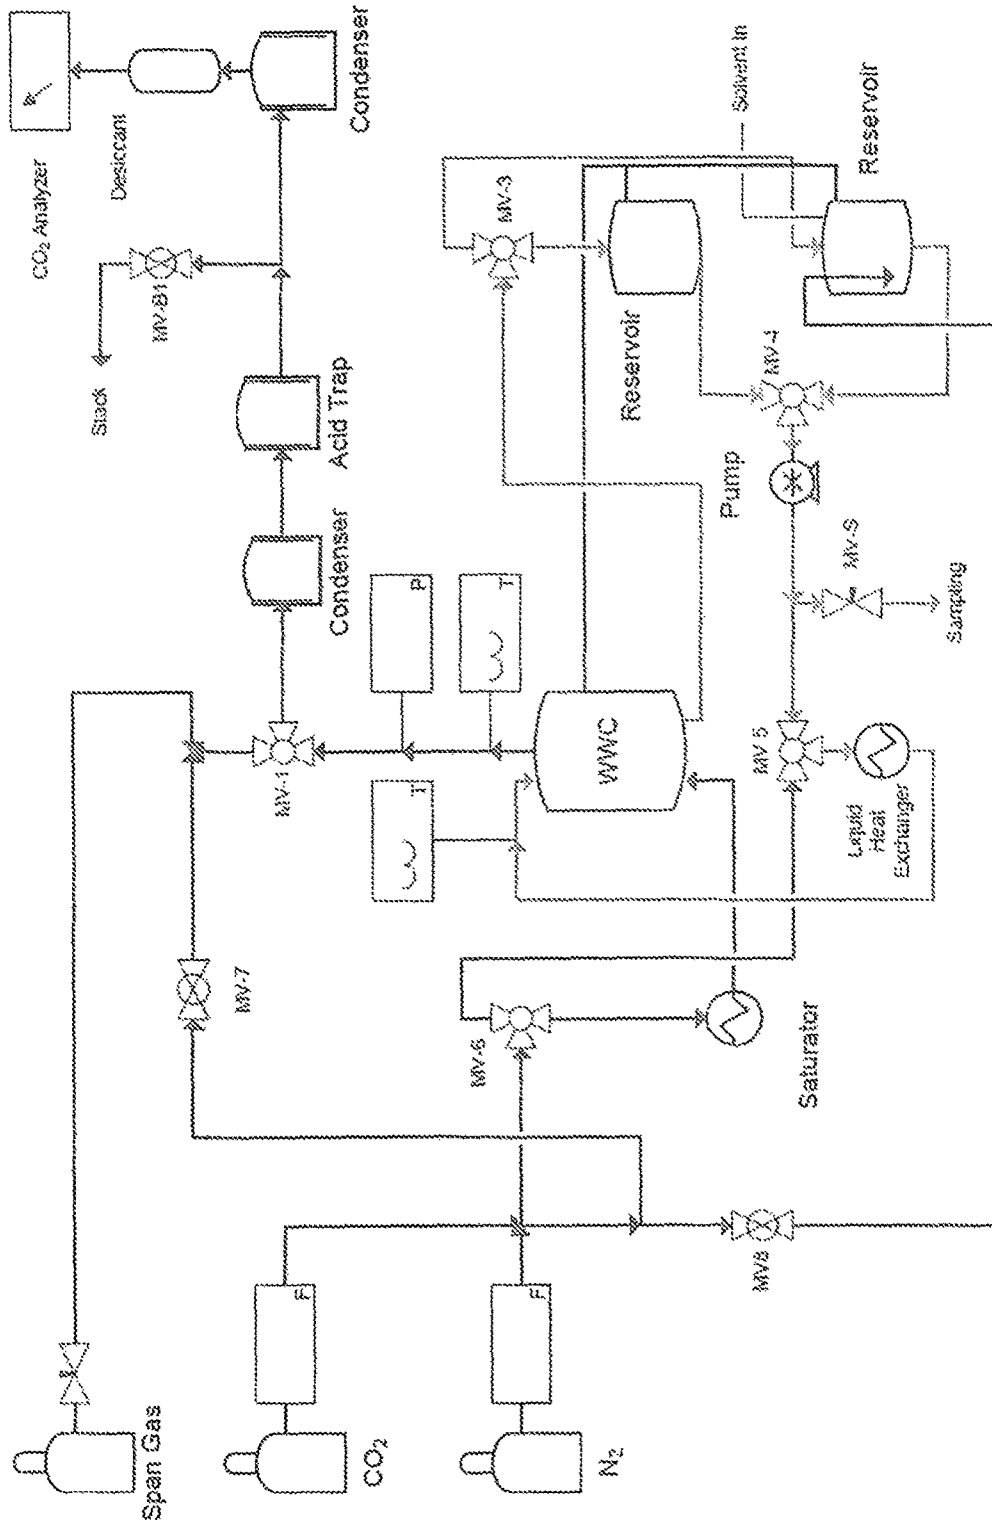 CO₂ Analyzer
Desiccant
Condenser
Stack
MV-B1
Acid Trap
Condenser
MV-1
P
T
T
WWC
MV-3
Solvent In
Reservoir
Reservoir
MV-4
Pump
MV-S
Sampling
MV 5
Liquid
Heat
Exchanger
MV-7
MV-6
Saturator
MV8
F
F
Span Gas
CO₂
N₂